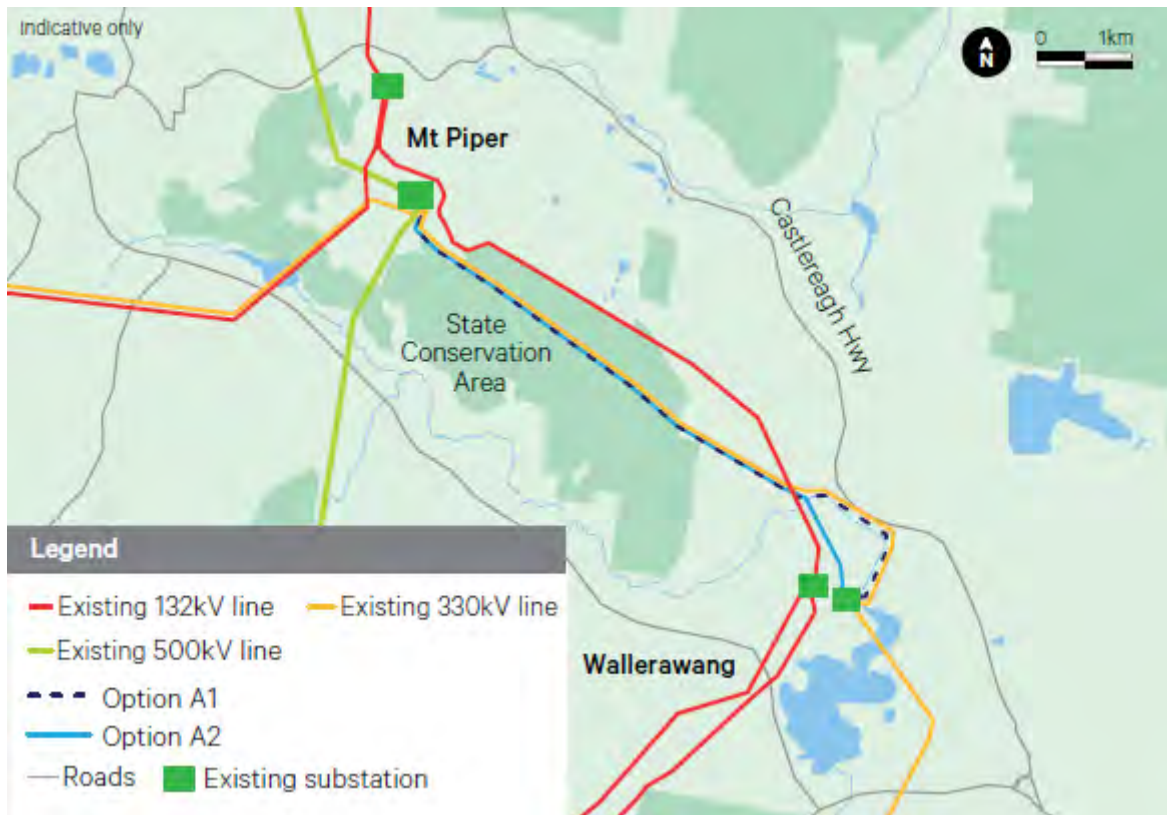 indicative only
0 1km
N
Mt Piper
Castlereagh Hwy
State
Conservation
Area
Legend
Existing 132kV line
Existing 330kV line
Existing 500kV line
Option A1
Option A2
Roads
Existing substation
Wallerawang